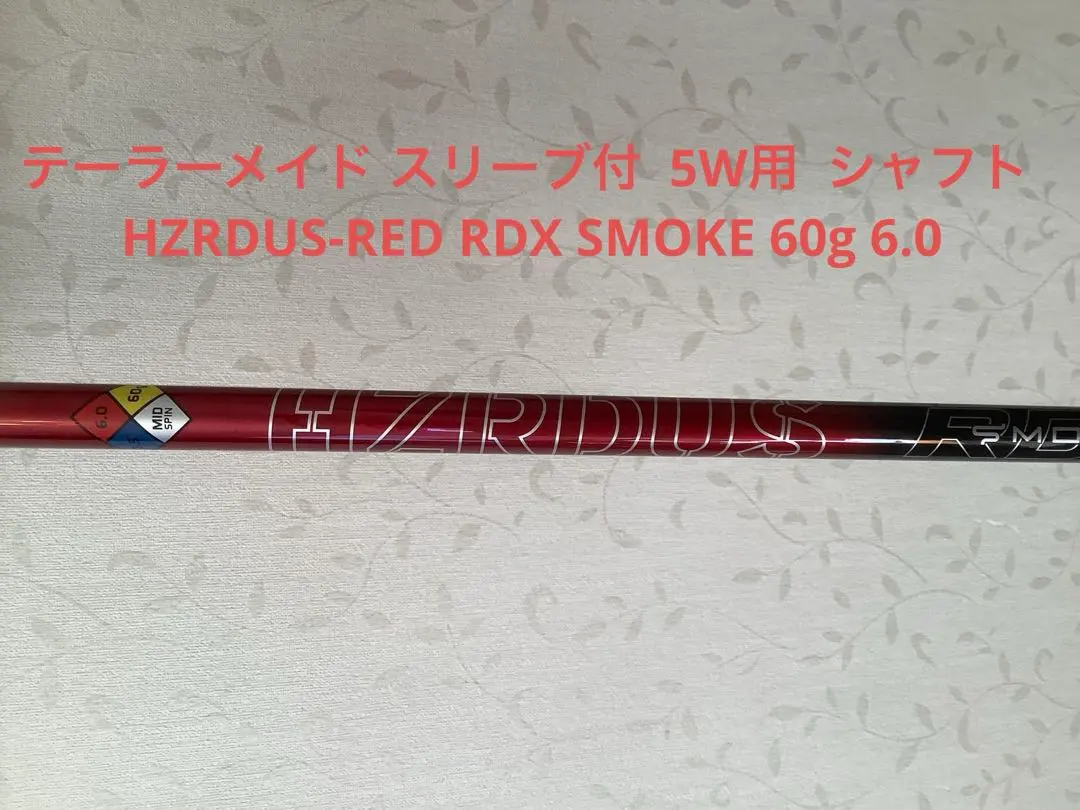 テーラーメイド スリーブ付 5W用 シャフト
HZRDUS-RED RDX SMOKE 60g 6.0
6.0
60g
MID
SPIN
HZRDUS